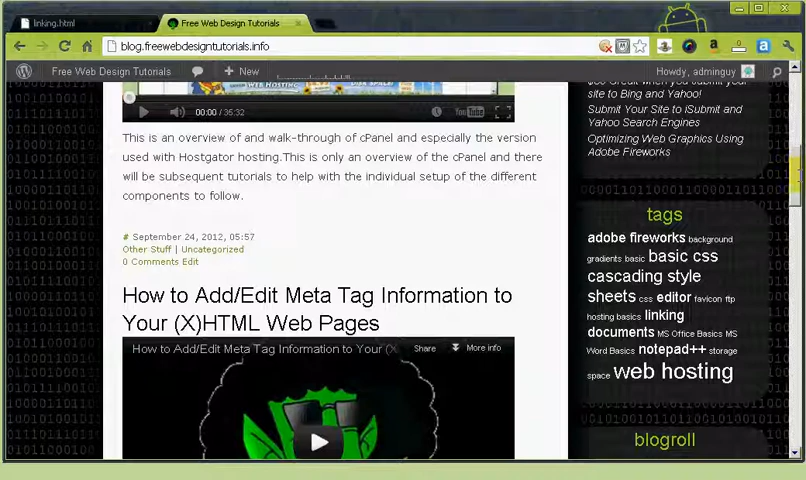 linking.html
Free Web Design Tutorials
blog.freewebdesigntutorials.info
Free Web Design Tutorials
New
Howdy, adminguy
00:00 / 35:32
YouTube
This is an overview of and walk-through of cPanel and especially the version
used with Hostgator hosting.This is only an overview of the cPanel and there
will be subsequent tutorials to help with the individual setup of the different
components to follow.
# September 24, 2012, 05:57
Other Stuff | Uncategorized
0 Comments Edit
How to Add/Edit Meta Tag Information to
Your (X)HTML Web Pages
How to Add/Edit Meta Tag Information to Your (X
Share
More info
site to Bing and Yahoo!
Submit Your Site to ISubmit and
Yahoo Search Engines
Optimizing Web Graphics Using
Adobe Fireworks
tags
adobe fireworks background
gradients basic basic css
cascading style
sheets css editor favicon ftp
hosting basics linking
documents MS Office Basics MS
Word Basics notepad++ storage
space web hosting
blogroll